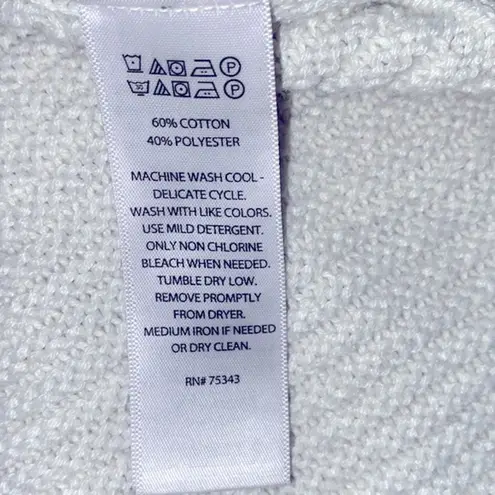 P
30 P
60% COTTON
40% POLYESTER
MACHINE WASH COOL -
DELICATE CYCLE.
WASH WITH LIKE COLORS.
USE MILD DETERGENT.
ONLY NON CHLORINE
BLEACH WHEN NEEDED.
TUMBLE DRY LOW.
REMOVE PROMPTLY
FROM DRYER.
MEDIUM IRON IF NEEDED
OR DRY CLEAN.
RN# 75343